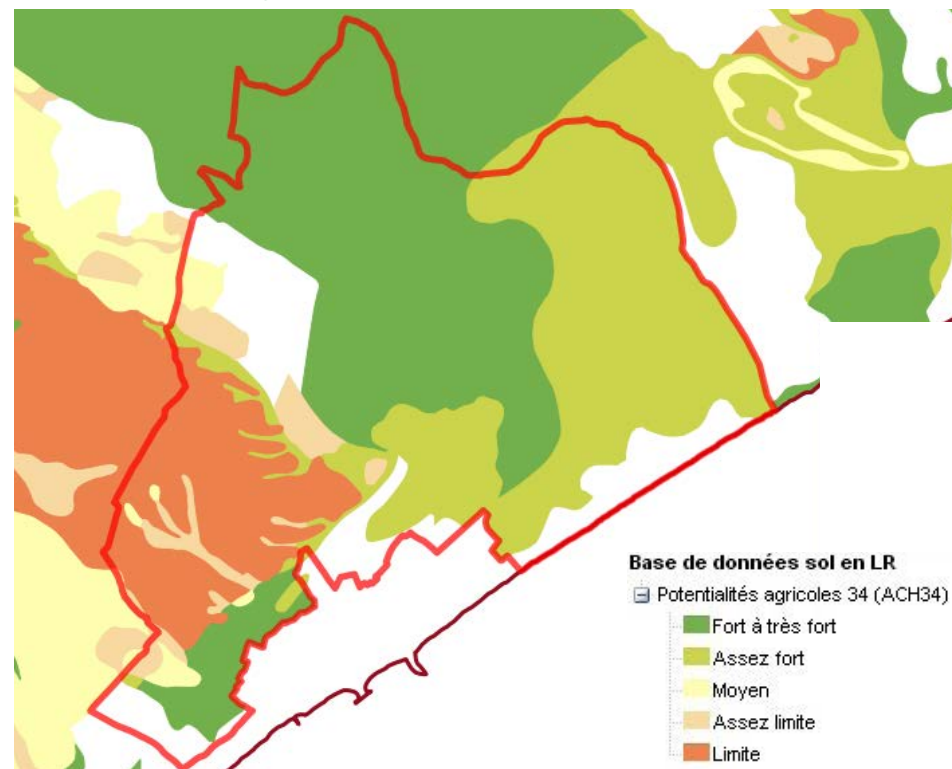 Base de données sol en LR
Potentialités agricoles 34 (ACH34)
Fort à très fort
Assez fort
Moyen
Assez limite
Limite